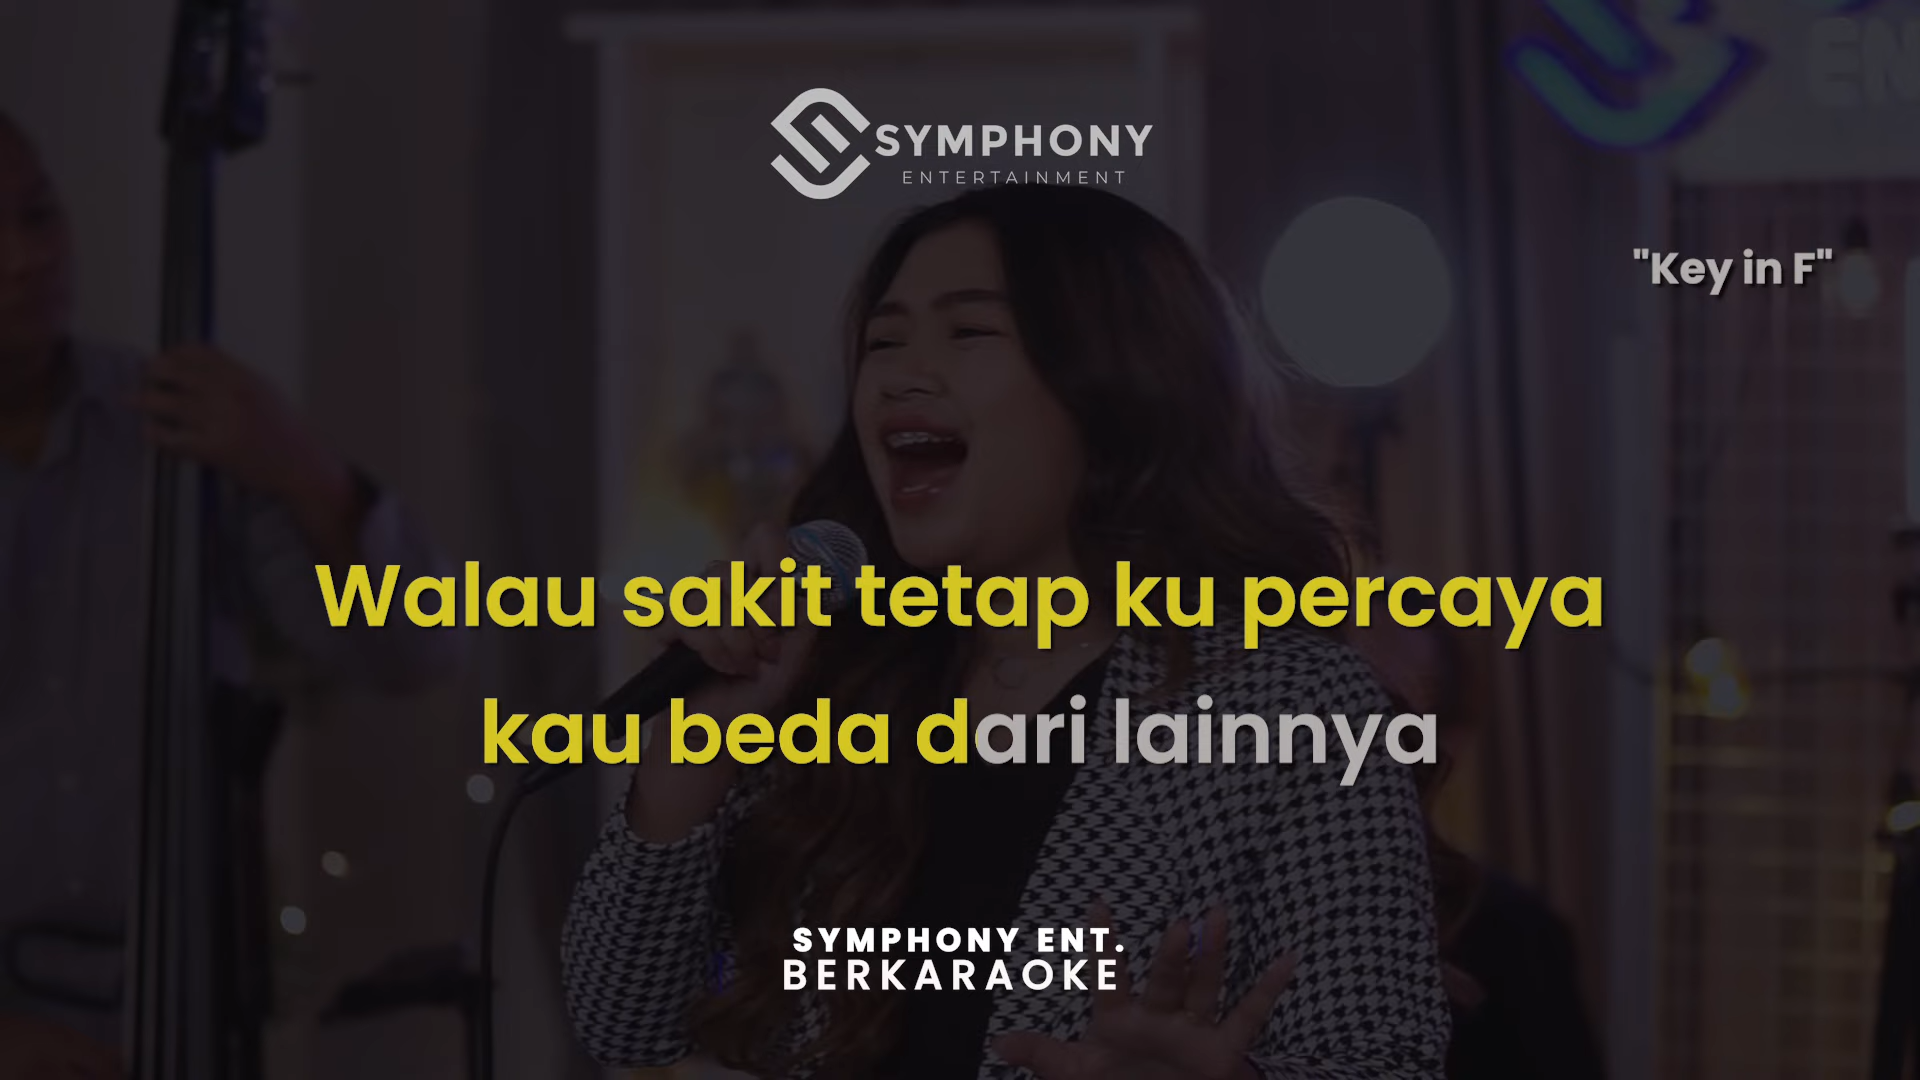 SYMPHONY
ENTERTAINMENT
"Key in F"
Walau sakit tetap ku percaya
kau beda dari lainnya
SYMPHONY ENT.
BERKARAOKE